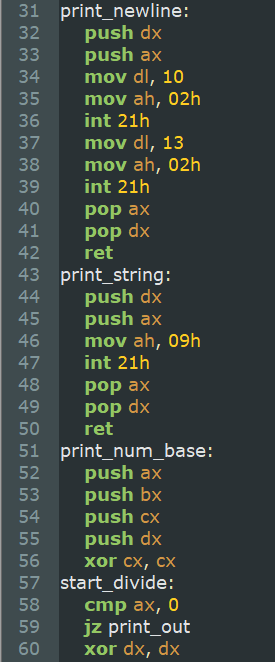 31 print_newline:
32 push dx
33 push ax
34 mov dl, 10
35 mov ah, 02h
36 int 21h
37 mov dl, 13
38 mov ah, 02h
39 int 21h
40 pop ax
41 pop dx
42 ret
43 print_string:
44 push dx
45 push ax
46 mov ah, 09h
47 int 21h
48 pop ax
49 pop dx
50 ret
51 print_num_base:
52 push ax
53 push bx
54 push cx
55 push dx
56 xor cx, cx
57 start_divide:
58 cmp ax, 0
59 jz print_out
60 xor dx, dx